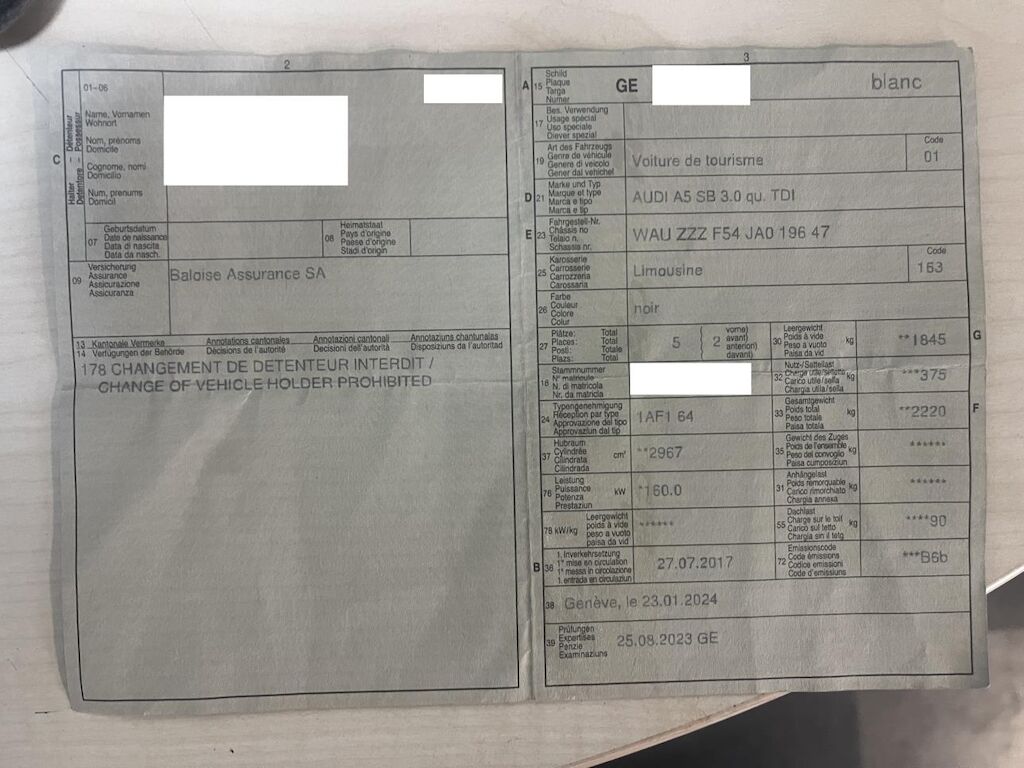 2
01-06
Halter - Détenteur
Detentore - Possessur
C
Name, Vornamen
Wohnort
Nom, prénoms
Domicile
Cognome, nomi
Domicilio
Num, prenums
Domicil
07
Geburtsdatum
Date de naissance
Data di nascita
Data da nasch.
08
Heimatstaat
Pays d'origine
Paese d'origine
Stadi d'origin
09
Versicherung
Assurance
Assicurazione
Assicuranza
Baloise Assurance SA
13 Kantonale Vermerke Annotations cantonales Annotazioni cantonali Annotaziuns chantunalas
14 Verfügungen der Behörde Décisions de l'autorité Decisioni dell'autorità Disposiziuns da l'autoritad
178 CHANGEMENT DE DETENTEUR INTERDIT /
CHANGE OF VEHICLE HOLDER PROHIBITED
3
A 15
Schild
Plaque
Targa
Numer
GE
blanc
17
Bes. Verwendung
Usage spécial
Uso speciale
Diever spezial
19
Art des Fahrzeugs
Genre de véhicule
Genere di veicolo
Gener dal vehichel
Voiture de tourisme
Code
01
D 21
Marke und Typ
Marque et type
Marca e tipo
Marca e tip
AUDI A5 SB 3.0 qu. TDI
E 23
Fahrgestell-Nr.
Châssis no
Telaio n.
Schassis nr.
WAU ZZZ F54 JA0 196 47
25
Karosserie
Carrosserie
Carrozzeria
Carossaria
Limousine
Code
153
26
Farbe
Couleur
Colore
Colur
noir
27
Plätze: Total
Places: Total
Posti: Totale
Plazs: Total
5 ( 2
vorne)
avant)
anteriori)
davant)
30
Leergewicht
Poids à vide
Peso a vuoto
Paisa da vid
kg
**1845
G
18
Stammnummer
N° matricule
N. di matricola
Nr. da matricla
32
Nutz-/Sattellast
Charge utile/sellette
Carico utile/sella
Chargia utila/sella
kg
***375
24
Typengenehmigung
Réception par type
Approvazione del tipo
Approvaziun dal tip
1AF1 64
33
Gesamtgewicht
Poids total
Peso totale
Paisa totala
kg
**2220
F
37
Hubraum
Cylindrée
Cilindrata
Cilindrada
cm³
**2967
35
Gewicht des Zuges
Poids de l'ensemble
Peso del convoglio
Paisa cumposiziun
kg
******
76
Leistung
Puissance
Potenza
Prestaziun
kW
*160.0
31
Anhängelast
Poids remorquable
Carico rimorchiato
Chargia annexa
kg
******
78 kW/kg
Leergewicht
poids à vide
peso a vuoto
paisa da vid
******
55
Dachlast
Charge sur le toit
Carico sul tetto
Chargia sin il tetg
kg
****90
B 36
1. Inverkehrsetzung
1re mise en circulation
1a messa in circolazione
1. entrada en circulaziun
27.07.2017
72
Emissionscode
Code émissions
Codice emissioni
Code d'emissiuns
***B6b
38 Genève, le 23.01.2024
39
Prüfungen
Expertises
Perizie
Examinaziuns
25.08.2023 GE